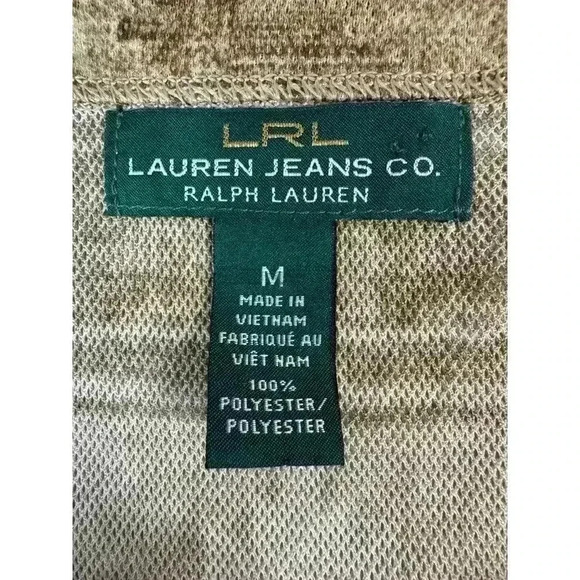 LRL
LAUREN JEANS CO.
RALPH LAUREN
M
MADE IN
VIETNAM
FABRIQUÉ AU
VIÊT NAM
100%
POLYESTER/
POLYESTER